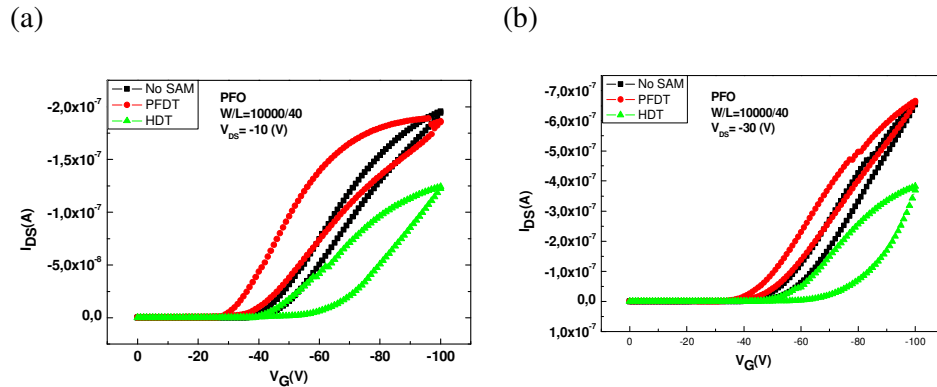 (a)
-2,0x10⁻⁷
-1,5x10⁻⁷
-1,0x10⁻⁷
-5,0x10⁻⁸
0,0
I_DS(A)
No SAM
PFDT
HDT
PFO
W/L=10000/40
V_DS= -10 (V)
0 -20 -40 -60 -80 -100
V_G(V)
(b)
-7,0x10⁻⁷
-6,0x10⁻⁷
-5,0x10⁻⁷
-4,0x10⁻⁷
-3,0x10⁻⁷
-2,0x10⁻⁷
-1,0x10⁻⁷
0,0
1,0x10⁻⁷
I_DS(A)
No SAM
PFDT
HDT
PFO
W/L=10000/40
V_DS= -30 (V)
0 -20 -40 -60 -80 -100
V_G(V)